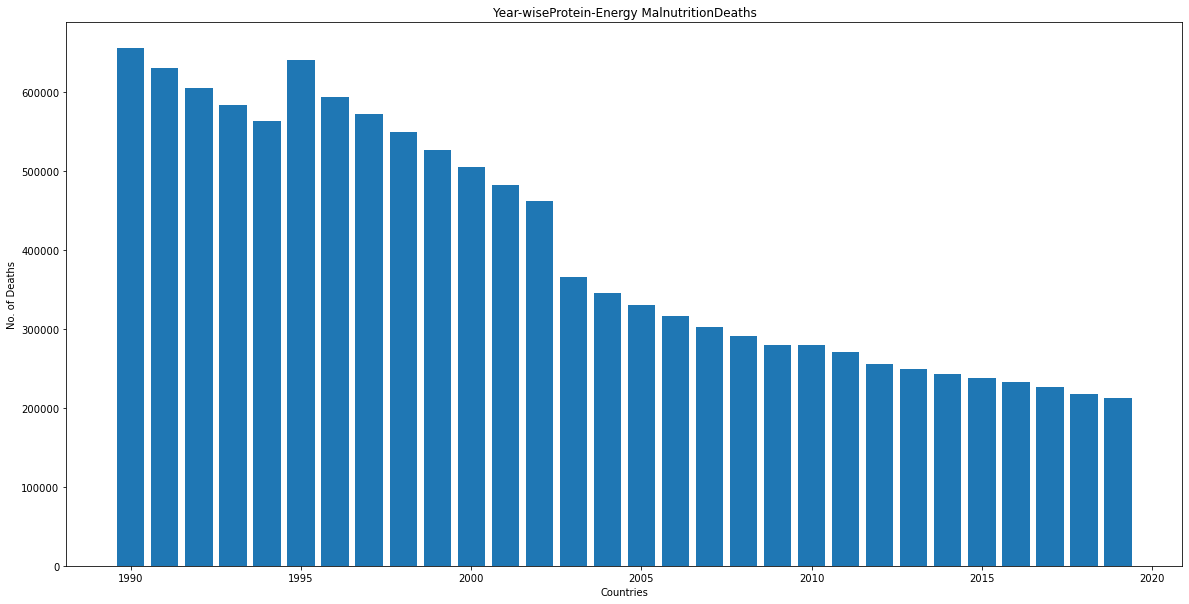 Year-wiseProtein-Energy MalnutritionDeaths
600000
500000
400000
300000
200000
100000
0
No. of Deaths
1990 1995 2000 2005 2010 2015 2020
Countries